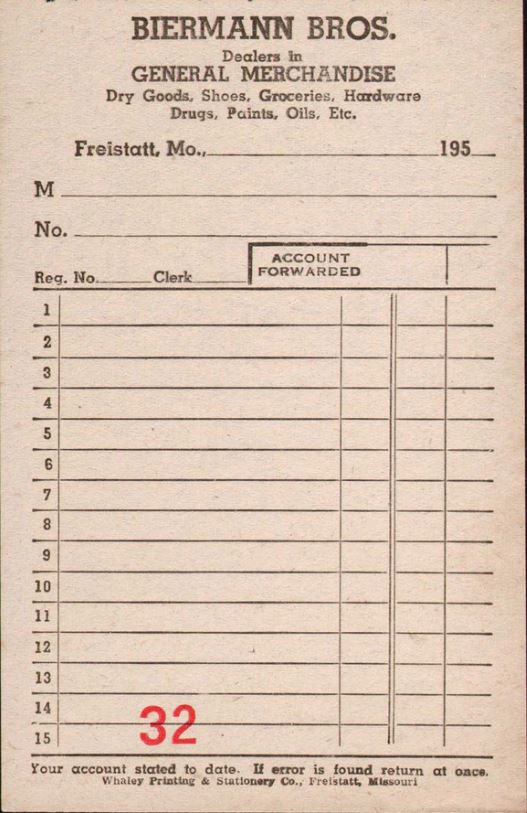 BIERMANN BROS.
Dealers in
GENERAL MERCHANDISE
Dry Goods, Shoes, Groceries, Hardware
Drugs, Paints, Oils, Etc.
Freistatt, Mo., 195
M
No.
ACCOUNT
Reg. No. Clerk FORWARDED
1
2
3
4
5
6
7
8
9
10
11
12
13
14
32
15
Your account stated to date. If error is found return at once.
Whaley Printing & Stationery Co., Freistatt, Missouri